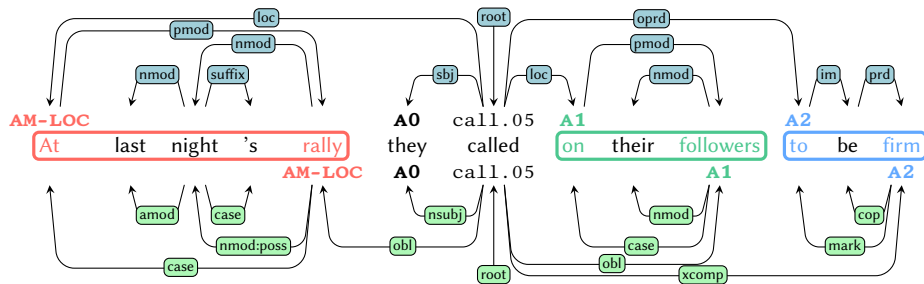 loc root oprd
pmod
nmod pmod
nmod suffix sbj loc nmod im prd
AM-LOC A0 call.05 A1 A2
At last night 's rally they called on their followers to be firm
AM-LOC A0 call.05 A1 A2
amod case nsubj nmod cop
nmod:poss obl case mark
case obl
root xcomp